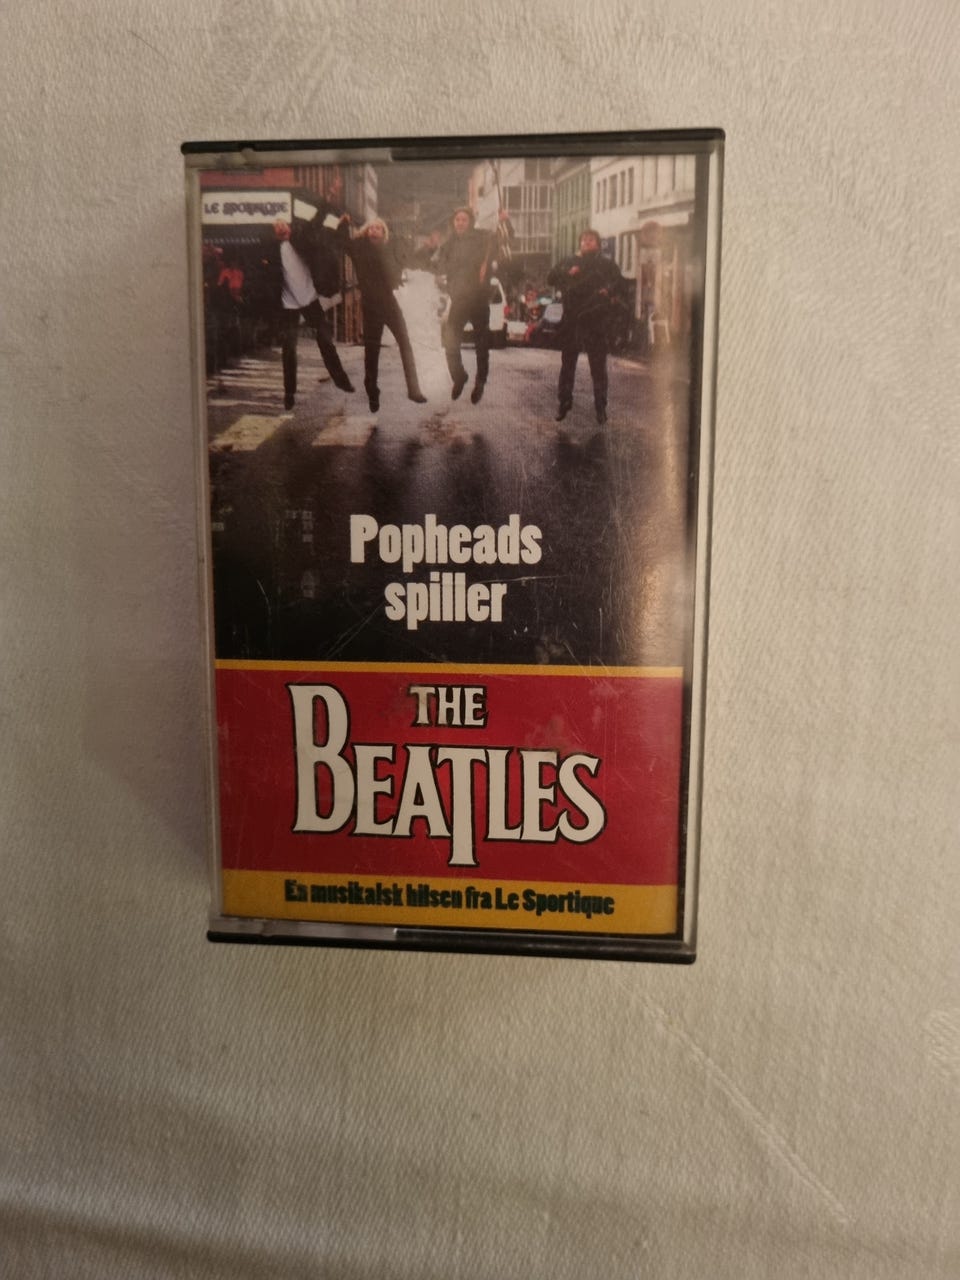 LE SPORTIQUE
Popheads
spiller
THE
BEATLES
En musikalsk hilsen fra Le Sportique